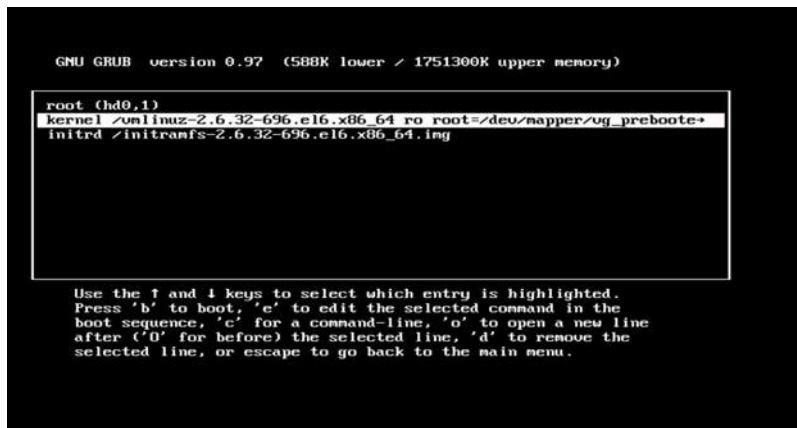 GNU GRUB  version 0.97  (588K lower / 1751300K upper memory)
root (hd0,1)
kernel /vmlinuz-2.6.32-696.el6.x86_64 ro root=/dev/mapper/vg_preboote→
initrd /initramfs-2.6.32-696.el6.x86_64.img
Use the ↑ and ↓ keys to select which entry is highlighted.
Press 'b' to boot, 'e' to edit the selected command in the
boot sequence, 'c' for a command-line, 'o' to open a new line
after ('O' for before) the selected line, 'd' to remove the
selected line, or escape to go back to the main menu.